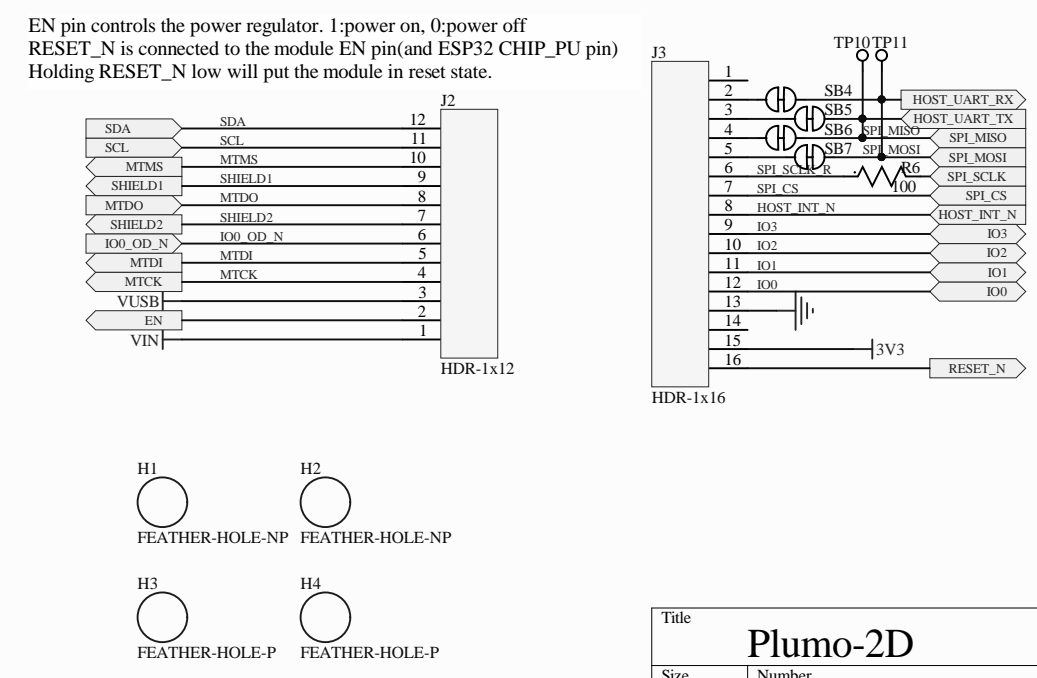 EN pin controls the power regulator. 1:power on, 0:power off
RESET_N is connected to the module EN pin(and ESP32 CHIP_PU pin)
Holding RESET_N low will put the module in reset state.
J2
SDA SDA 12
SCL SCL 11
MTMS MTMS 10
SHIELD1 SHIELD1 9
MTDO MTDO 8
SHIELD2 SHIELD2 7
IO0_OD_N IO0_OD_N 6
MTDI MTDI 5
MTCK MTCK 4
VUSB 3
EN 2
VIN 1
HDR-1x12
TP10 TP11
J3
1
2 SB4 HOST_UART_RX
3 SB5 HOST_UART_TX
4 SB6 SPI_MISO SPI_MISO
5 SB7 SPI_MOSI SPI_MOSI
6 SPI_SCLK_R R6 SPI_SCLK
7 SPI_CS 100 SPI_CS
8 HOST_INT_N HOST_INT_N
9 IO3 IO3
10 IO2 IO2
11 IO1 IO1
12 IO0 IO0
13
14
15 3V3
16 RESET_N
HDR-1x16
H1 H2
FEATHER-HOLE-NP FEATHER-HOLE-NP
H3 H4
FEATHER-HOLE-P FEATHER-HOLE-P
Title
Plumo-2D
Size Number